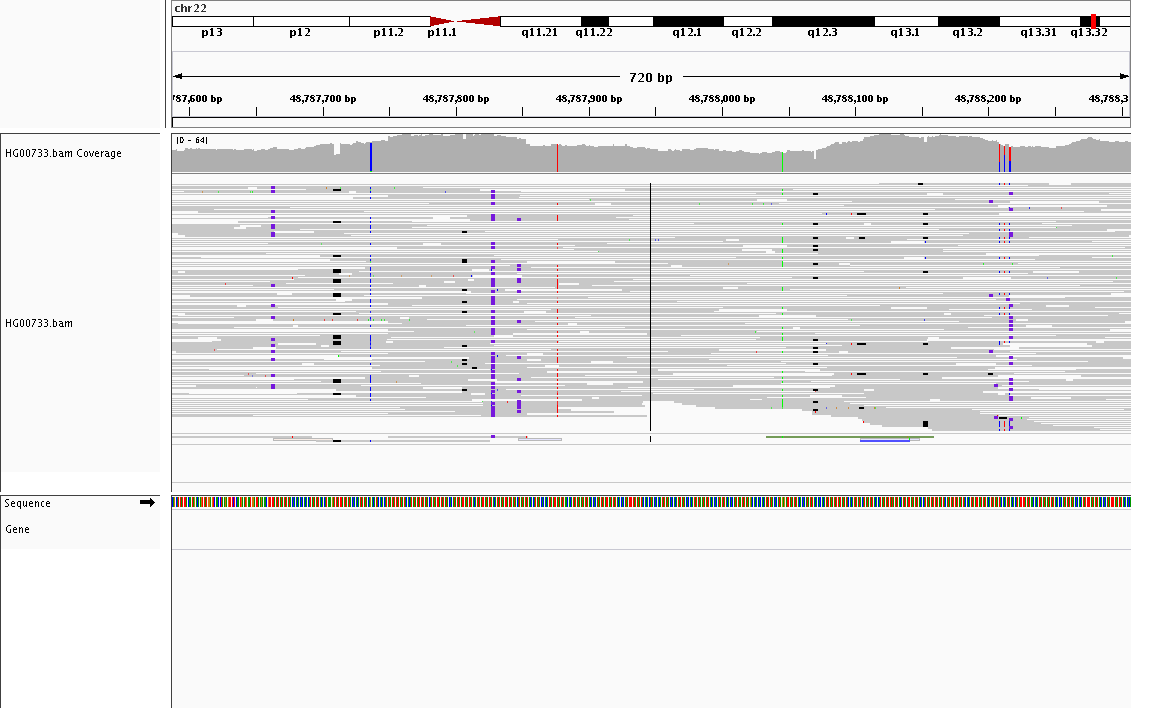 chr22
p13 p12 p11.2 p11.1 q11.21 q11.22 q12.1 q12.2 q12.3 q13.1 q13.2 q13.31 q13.32
720 bp
787,600 bp 48,787,700 bp 48,787,800 bp 48,787,900 bp 48,788,000 bp 48,788,100 bp 48,788,200 bp 48,788,3
[0 - 64]
HG00733.bam Coverage
HG00733.bam
Sequence
Gene